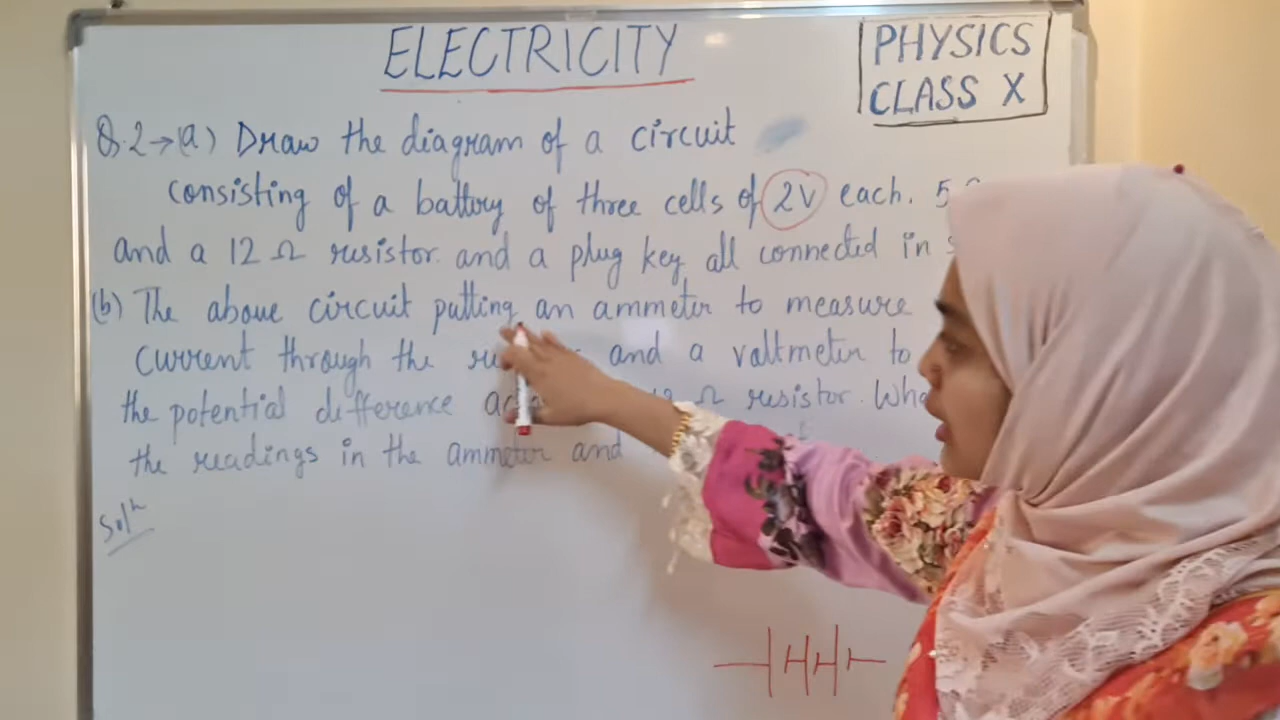 ELECTRICITY
PHYSICS
CLASS X
Q.2→(a) Draw the diagram of a circuit
consisting of a battery of three cells of 2V each. 5
and a 12 Ω resistor and a plug key all connected in
(b) The above circuit putting an ammeter to measure
current through the and a voltmeter to
the potential difference Ω resistor.
the readings in the ammeter and
Solⁿ